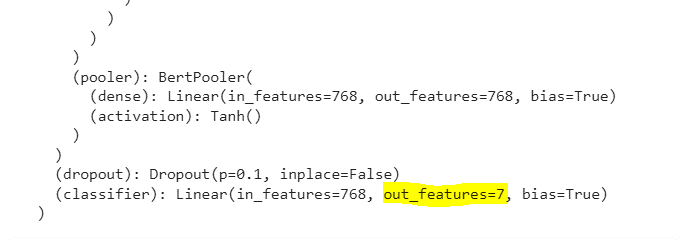 )
)
)
)
(pooler): BertPooler(
(dense): Linear(in_features=768, out_features=768, bias=True)
(activation): Tanh()
)
)
(dropout): Dropout(p=0.1, inplace=False)
(classifier): Linear(in_features=768, out_features=7, bias=True)
)